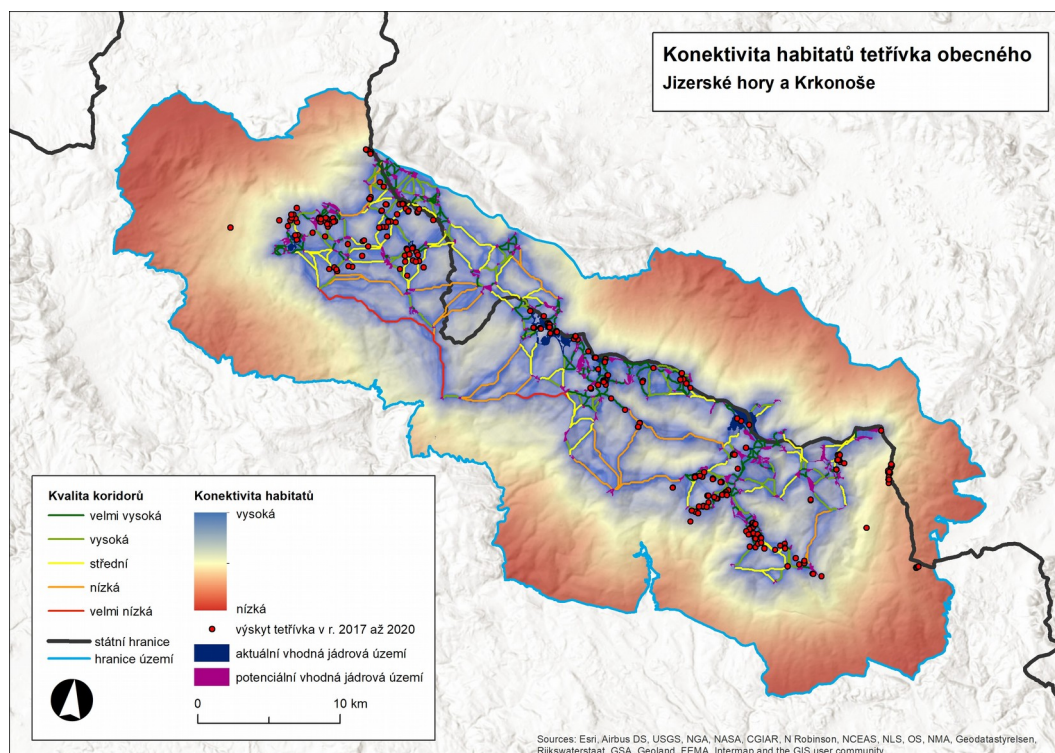 Konektivita habitatů tetřívka obecného
Jizerské hory a Krkonoše
Kvalita koridorů
velmi vysoká
vysoká
střední
nízká
velmi nízká
státní hranice
hranice území
Konektivita habitatů
vysoká
nízká
výskyt tetřívka v r. 2017 až 2020
aktuální vhodná jádrová území
potenciální vhodná jádrová území
0 10 km
Sources: Esri, Airbus DS, USGS, NGA, NASA, CGIAR, N Robinson, NCEAS, NLS, OS, NMA, Geodatastyrelsen,
Rijkswaterstaat, GSA, Geoland, FEMA, Intermap and the GIS user community